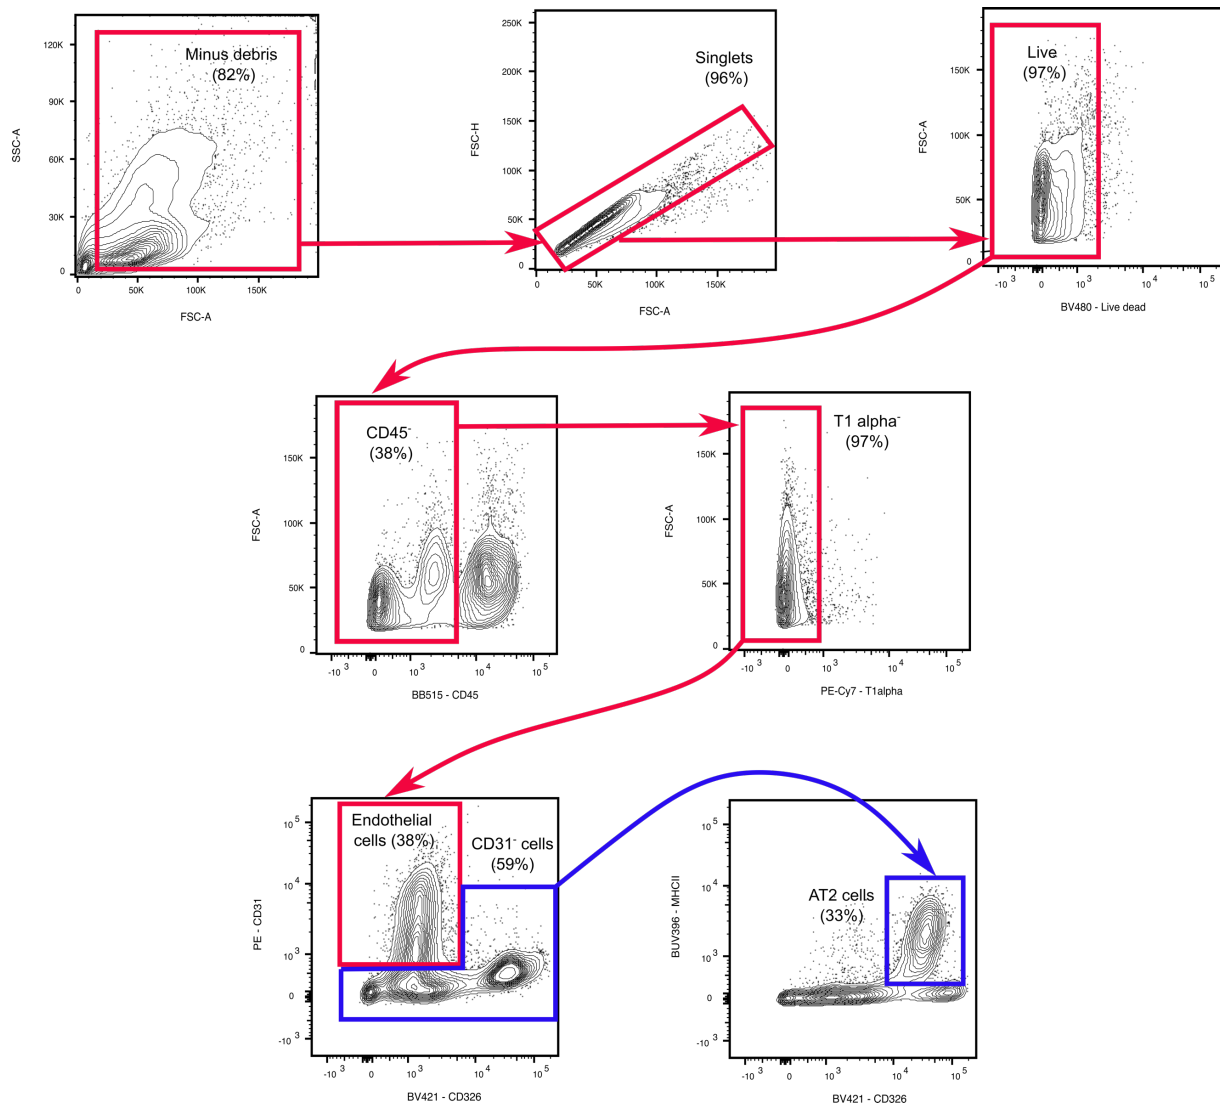 Minus debris
(82%)
120K
90K
60K
30K
0
SSC-A
0
50K
100K
150K
FSC-A
Singlets
(96%)
250K
200K
150K
100K
50K
0
FSC-H
0
50K
100K
150K
FSC-A
Live
(97%)
150K
100K
50K
0
FSC-A
-10 3
0
10 3
10 4
10 5
BV480 - Live dead
CD45-
(38%)
150K
100K
50K
0
FSC-A
-10 3
0
10 3
10 4
10 5
BB515 - CD45
T1 alpha-
(97%)
150K
100K
50K
0
FSC-A
-10 3
0
10 3
10 4
10 5
PE-Cy7 - T1alpha
Endothelial
cells (38%)
CD31- cells
(59%)
10 5
10 4
10 3
0
-10 3
PE - CD31
-10 3
0
10 3
10 4
10 5
BV421 - CD326
AT2 cells
(33%)
10 5
10 4
10 3
0
-10 3
BUV396 - MHCII
-10 3
0
10 3
10 4
10 5
BV421 - CD326